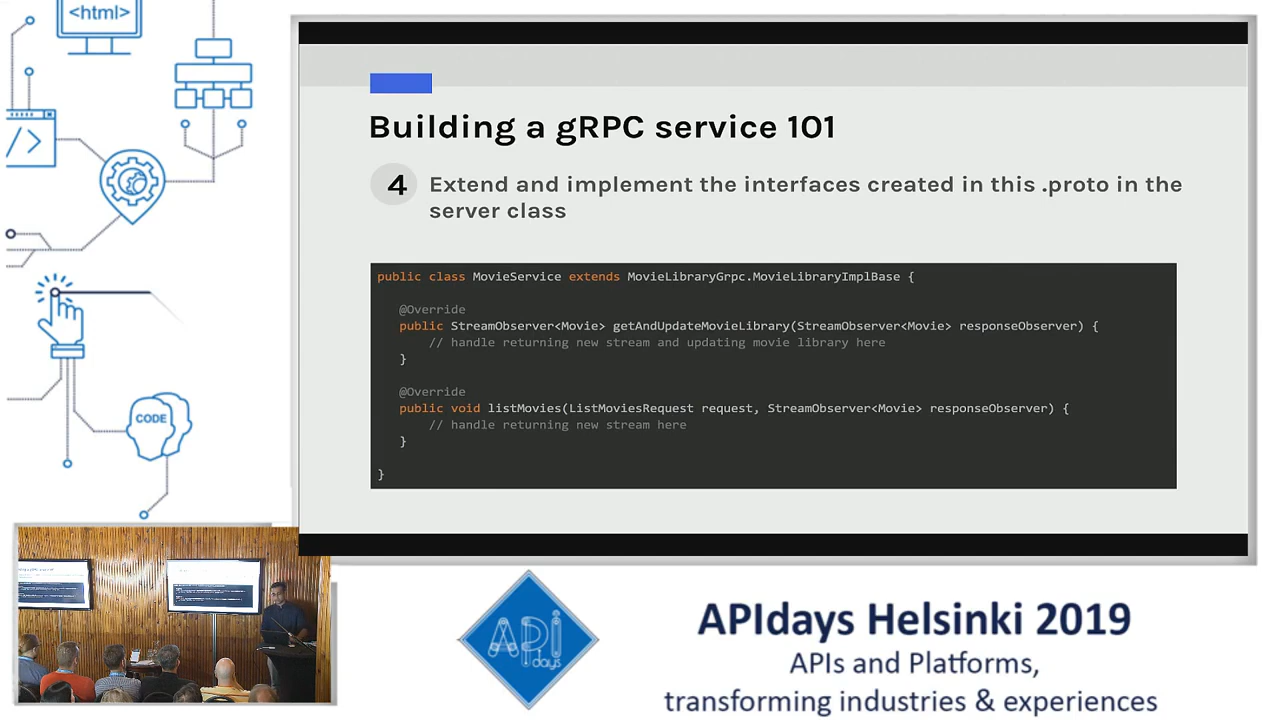 <html>
</>
CODE
Building a gRPC service 101
4
Extend and implement the interfaces created in this .proto in the
server class
public class MovieService extends MovieLibraryGrpc.MovieLibraryImplBase {
@Override
public StreamObserver<Movie> getAndUpdateMovieLibrary(StreamObserver<Movie> responseObserver) {
// handle returning new stream and updating movie library here
}
@Override
public void listMovies(ListMoviesRequest request, StreamObserver<Movie> responseObserver) {
// handle returning new stream here
}
}
API
days
APIdays Helsinki 2019
APIs and Platforms,
transforming industries & experiences